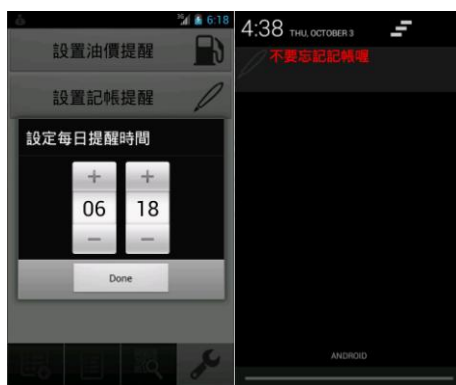 3G 6:18
設置油價提醒
設置記帳提醒
設定每日提醒時間
+ +
06 18
- -
Done
4:38 THU, OCTOBER 3
不要忘記記帳喔
ANDROID